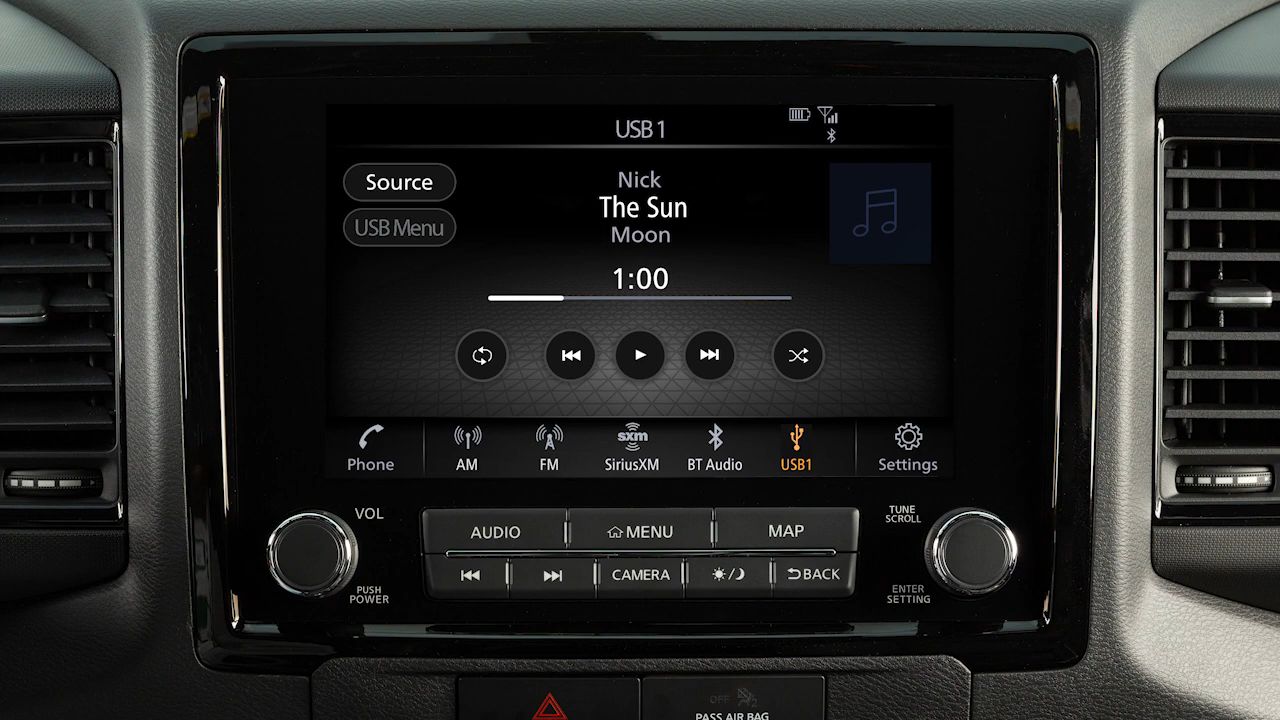 USB 1
Source
USB Menu
Nick
The Sun
Moon
1:00
Phone
AM
FM
sxm
SiriusXM
BT Audio
USB1
Settings
VOL
PUSH
POWER
AUDIO
MENU
MAP
CAMERA
BACK
TUNE
SCROLL
ENTER
SETTING
OFF
PASS AIR BAG